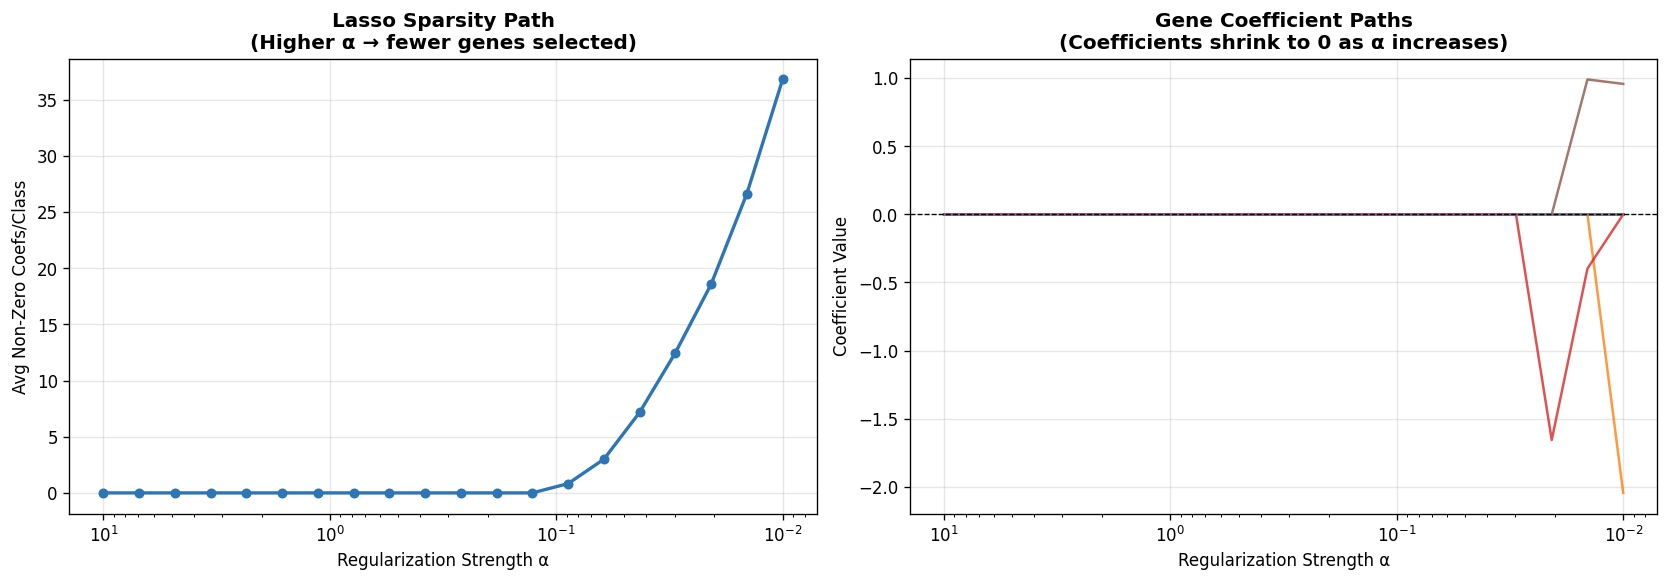 Lasso Sparsity Path
(Higher α → fewer genes selected)
35
30
25
20
15
10
5
0
Avg Non-Zero Coefs/Class
10¹
10⁰
10⁻¹
10⁻²
Regularization Strength α
Gene Coefficient Paths
(Coefficients shrink to 0 as α increases)
1.0
0.5
0.0
−0.5
−1.0
−1.5
−2.0
Coefficient Value
10¹
10⁰
10⁻¹
10⁻²
Regularization Strength α